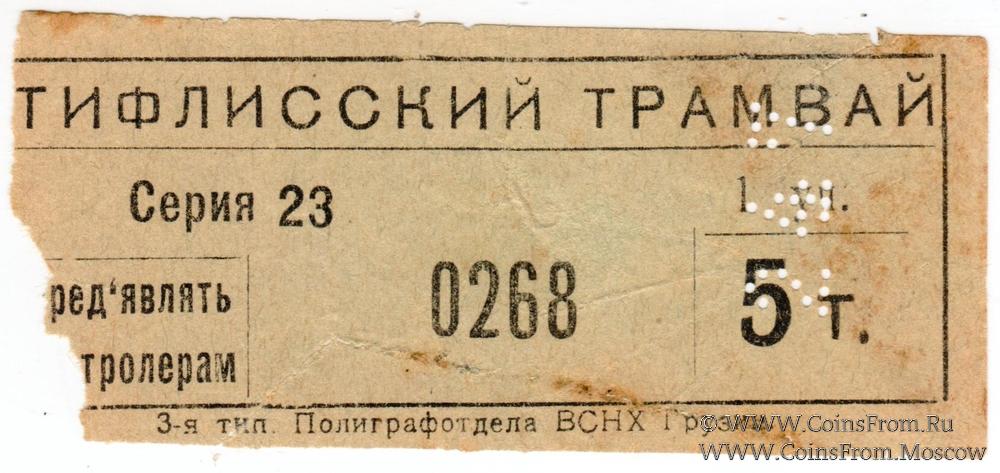 ТИФЛИССКИЙ ТРАМВАЙ
Серия 23
ред'являть
тролерам
0268
5 т.
3-я тип. Полиграфотдела ВСНХ Грузии
© WWW.CoinsFrom.Ru
WWW.CoinsFrom.Moscow